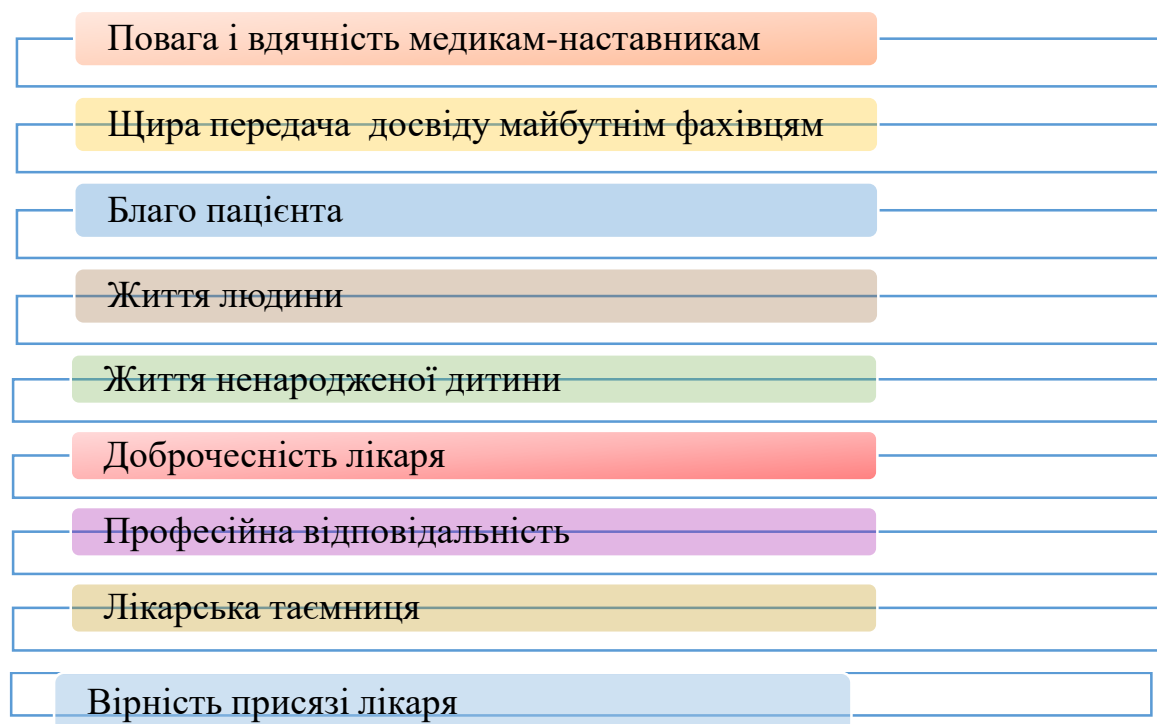 Повага і вдячність медикам-наставникам
Щира передача досвіду майбутнім фахівцям
Благо пацієнта
Життя людини
Життя ненародженої дитини
Доброчесність лікаря
Професійна відповідальність
Лікарська таємниця
Вірність присязі лікаря